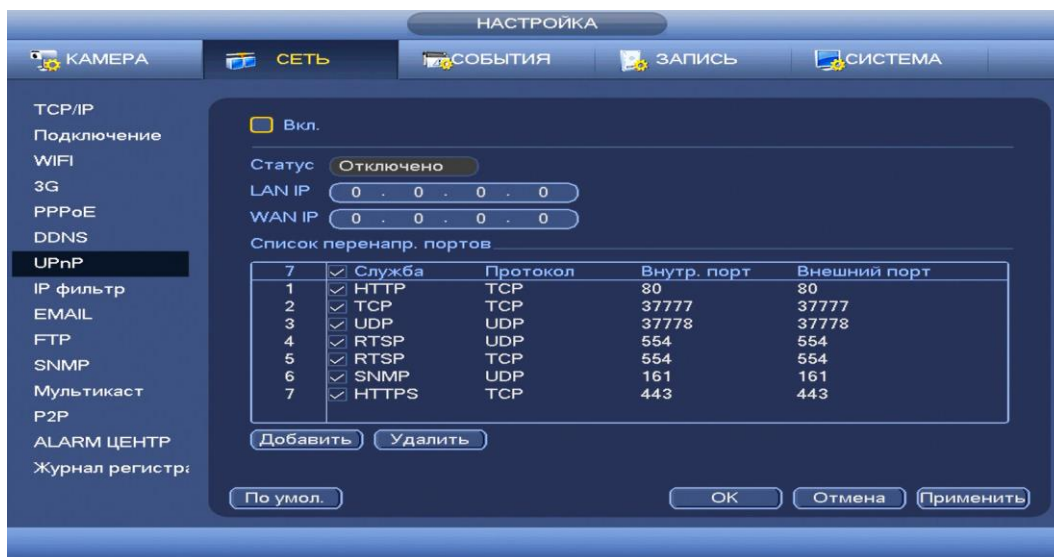 НАСТРОЙКА
КАМЕРА СЕТЬ СОБЫТИЯ ЗАПИСЬ СИСТЕМА
TCP/IP
Подключение
WIFI
3G
PPPoE
DDNS
UPnP
IP фильтр
EMAIL
FTP
SNMP
Мультикаст
P2P
ALARM ЦЕНТР
Журнал регистра
Вкл.
Статус Отключено
LAN IP 0 . 0 . 0 . 0
WAN IP 0 . 0 . 0 . 0
Список перенапр. портов
7 Служба Протокол Внутр. порт Внешний порт
1 HTTP TCP 80 80
2 TCP TCP 37777 37777
3 UDP UDP 37778 37778
4 RTSP UDP 554 554
5 RTSP TCP 554 554
6 SNMP UDP 161 161
7 HTTPS TCP 443 443
Добавить Удалить
По умол. OK Отмена Применить